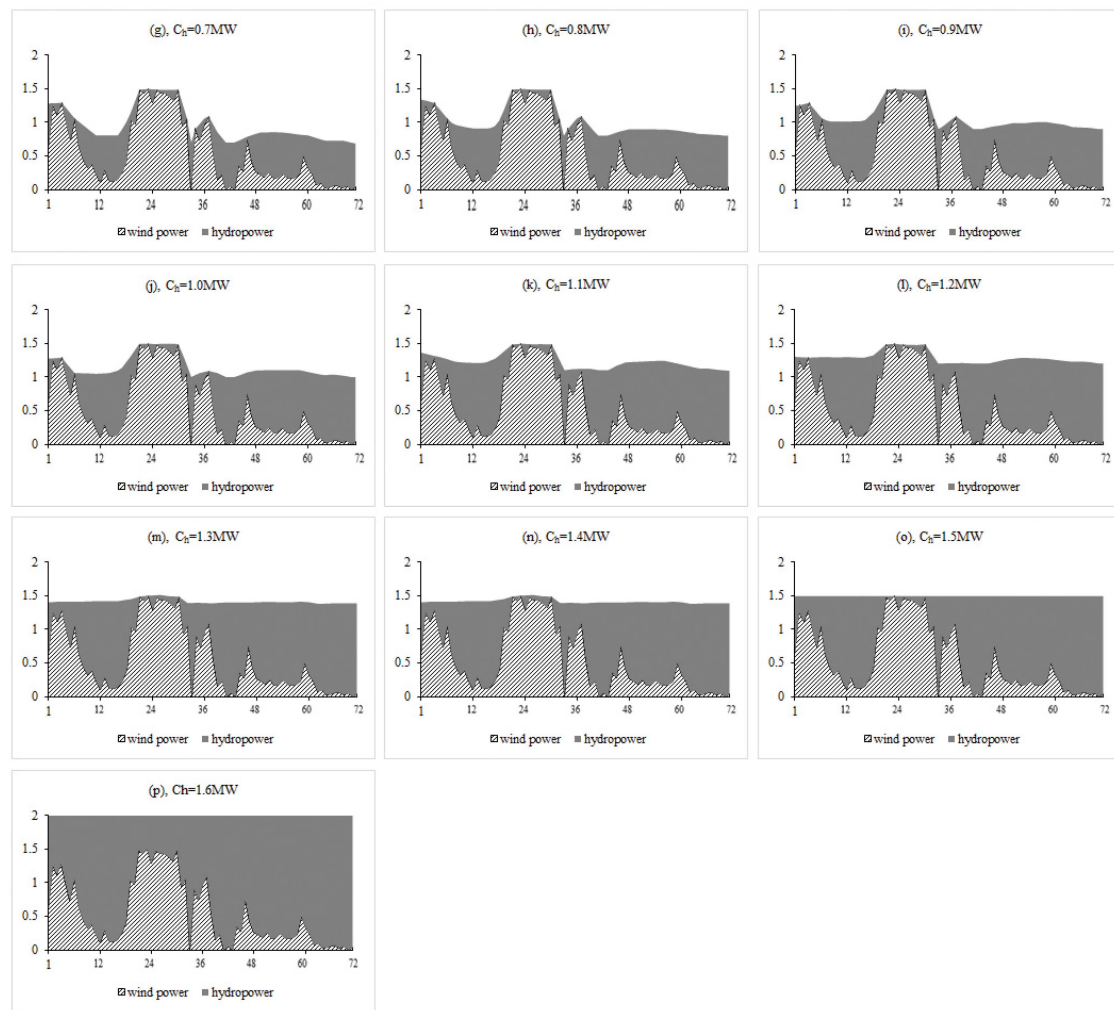 (g), Ch=0.7MW
2
1.5
1
0.5
0
1 12 24 36 48 60 72
wind power hydropower
(h), Ch=0.8MW
2
1.5
1
0.5
0
1 12 24 36 48 60 72
wind power hydropower
(i), Ch=0.9MW
2
1.5
1
0.5
0
1 12 24 36 48 60 72
wind power hydropower
(j), Ch=1.0MW
2
1.5
1
0.5
0
1 12 24 36 48 60 72
wind power hydropower
(k), Ch=1.1MW
2
1.5
1
0.5
0
1 12 24 36 48 60 72
wind power hydropower
(l), Ch=1.2MW
2
1.5
1
0.5
0
1 12 24 36 48 60 72
wind power hydropower
(m), Ch=1.3MW
2
1.5
1
0.5
0
1 12 24 36 48 60 72
wind power hydropower
(n), Ch=1.4MW
2
1.5
1
0.5
0
1 12 24 36 48 60 72
wind power hydropower
(o), Ch=1.5MW
2
1.5
1
0.5
0
1 12 24 36 48 60 72
wind power hydropower
(p), Ch=1.6MW
2
1.5
1
0.5
0
1 12 24 36 48 60 72
wind power hydropower